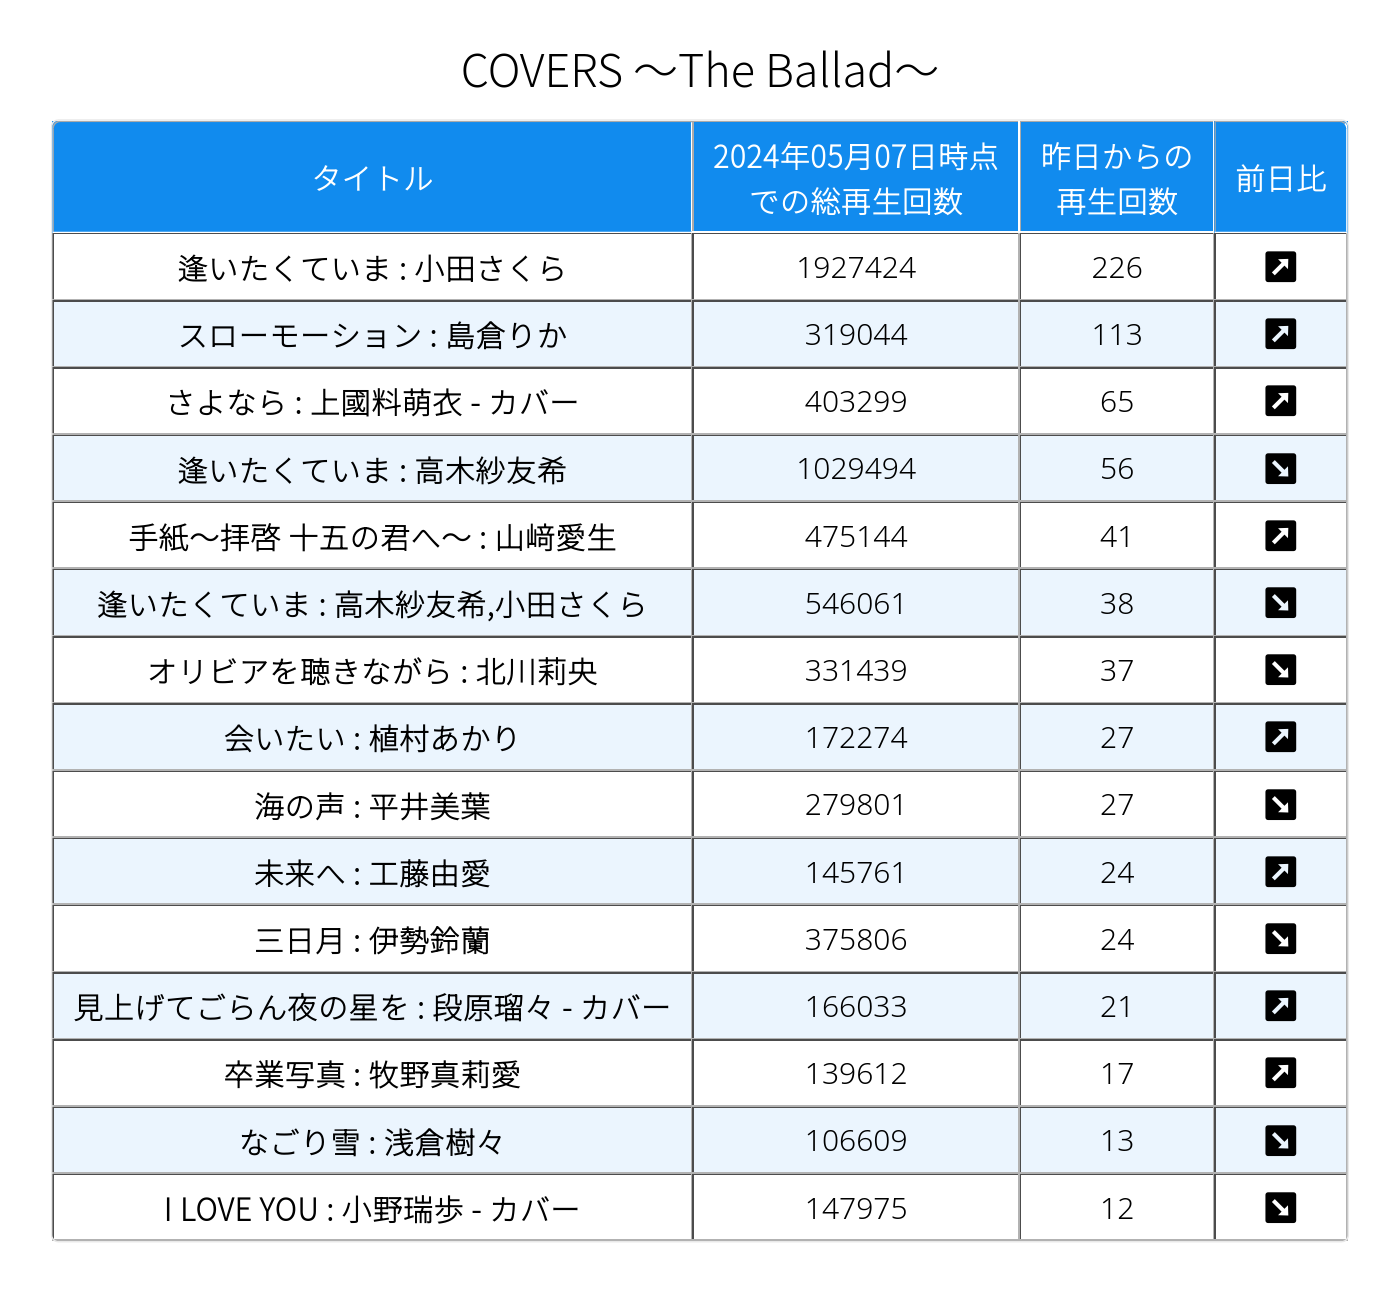 COVERS ～The Ballad～
タイトル 2024年05月07日時点での総再生回数 昨日からの再生回数 前日比
逢いたくていま : 小田さくら 1927424 226 ↗
スローモーション : 島倉りか 319044 113 ↗
さよなら : 上國料萌衣 - カバー 403299 65 ↗
逢いたくていま : 高木紗友希 1029494 56 ↘
手紙～拝啓 十五の君へ～ : 山﨑愛生 475144 41 ↗
逢いたくていま : 高木紗友希,小田さくら 546061 38 ↘
オリビアを聴きながら : 北川莉央 331439 37 ↘
会いたい : 植村あかり 172274 27 ↗
海の声 : 平井美葉 279801 27 ↘
未来へ : 工藤由愛 145761 24 ↗
三日月 : 伊勢鈴蘭 375806 24 ↘
見上げてごらん夜の星を : 段原瑠々 - カバー 166033 21 ↗
卒業写真 : 牧野真莉愛 139612 17 ↗
なごり雪 : 浅倉樹々 106609 13 ↘
I LOVE YOU : 小野瑞歩 - カバー 147975 12 ↘